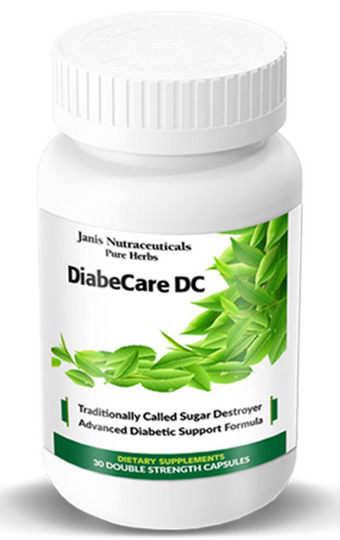 Janis Nutraceuticals
Pure Herbs
DiabeCare DC
Traditionally Called Sugar Destroyer
Advanced Diabetic Support Formula
DIETARY SUPPLEMENTS
30 DOUBLE STRENGTH CAPSULES